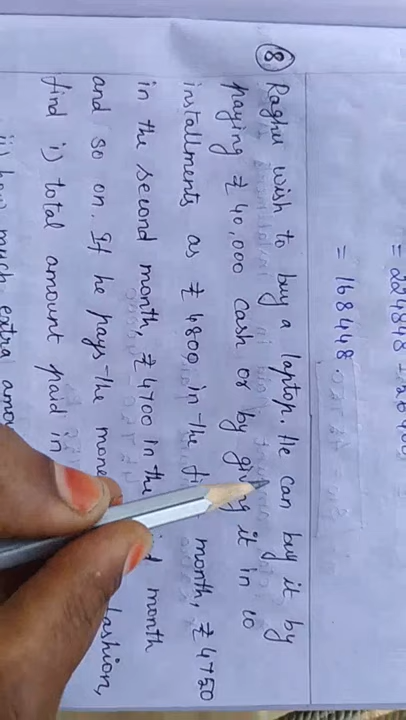 = 168448.
⑧ Raghu wish to buy a laptop. He can buy it by
paying ₹ 40,000 cash or by giving it in 10
installments as ₹ 4800 in the month, ₹ 4750
in the second month, ₹ 4700 in the month
and so on. If he pays the fashion,
find i) total amount paid in
ii) how much extra